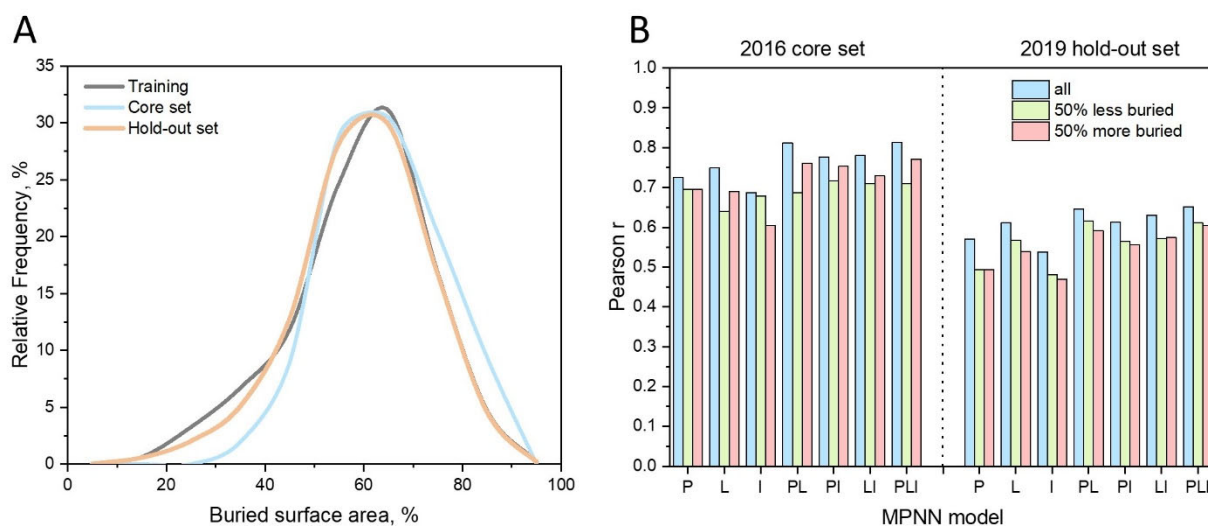 A
Relative Frequency, %
35
30
25
20
15
10
5
0
Training
Core set
Hold-out set
0
20
40
60
80
100
Buried surface area, %
B
2016 core set
2019 hold-out set
Pearson r
1.0
0.9
0.8
0.7
0.6
0.5
0.4
0.3
0.2
0.1
0.0
all
50% less buried
50% more buried
P
L
I
PL
PI
LI
PLI
P
L
I
PL
PI
LI
PLI
MPNN model